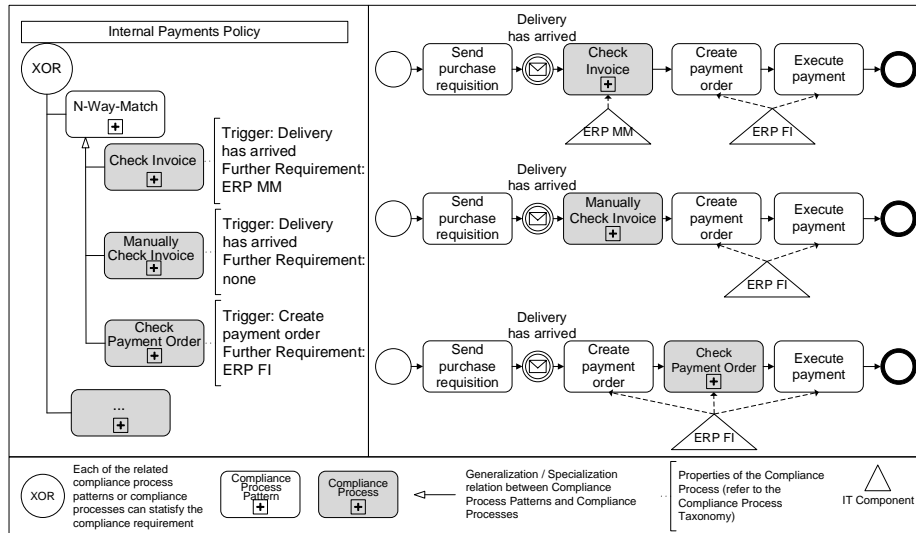 Internal Payments Policy
XOR
N-Way-Match
Check Invoice
Trigger: Delivery
has arrived
Further Requirement:
ERP MM
Manually
Check Invoice
Trigger: Delivery
has arrived
Further Requirement:
none
Check
Payment Order
Trigger: Create
payment order
Further Requirement:
ERP FI
...
Send
purchase
requisition
Delivery
has arrived
Check
Invoice
Create
payment
order
Execute
payment
ERP MM
ERP FI
Send
purchase
requisition
Delivery
has arrived
Manually
Check Invoice
Create
payment
order
Execute
payment
ERP FI
Send
purchase
requisition
Delivery
has arrived
Create
payment
order
Check
Payment Order
Execute
payment
ERP FI
XOR
Each of the related
compliance process
patterns or compliance
processes can statisfy the
compliance requirement
Compliance
Process
Pattern
Compliance
Process
Generalization / Specialization
relation between Compliance
Process Patterns and Compliance
Processes
Properties of the Compliance
Process (refer to the
Compliance Process
Taxonomy)
IT Component